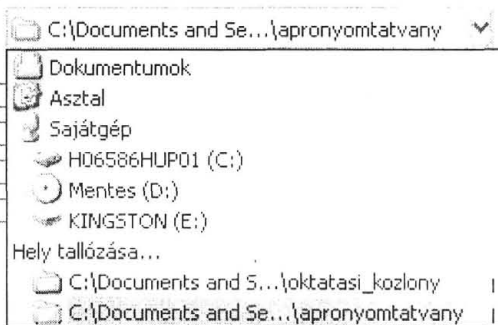 C:\Documents and Se...\apronyomtatvany
Dokumentumok
Asztal
Sajátgép
H06586HUP01 (C:)
Mentes (D:)
KINGSTON (E:)
Hely tallózása...
C:\Documents and S...\oktatasi_kozlony
C:\Documents and Se...\apronyomtatvany